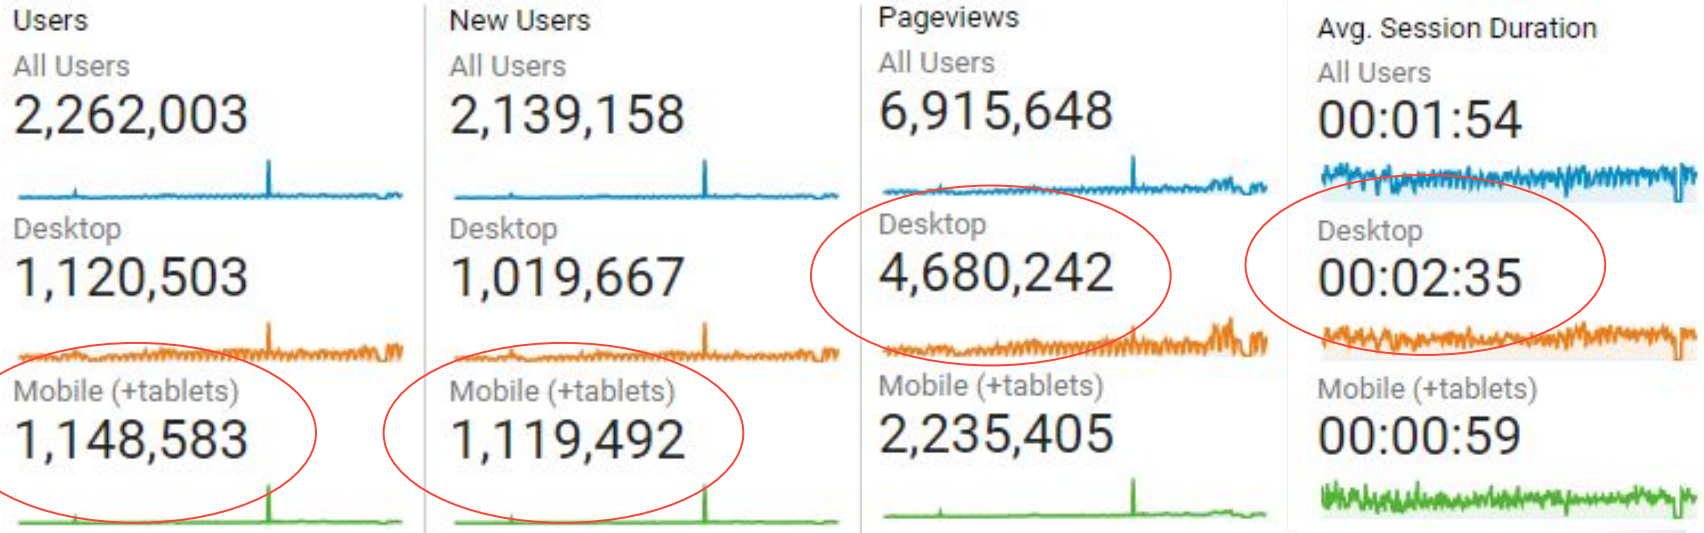 Users
All Users
2,262,003
Desktop
1,120,503
Mobile (+tablets)
1,148,583
New Users
All Users
2,139,158
Desktop
1,019,667
Mobile (+tablets)
1,119,492
Pageviews
All Users
6,915,648
Desktop
4,680,242
Mobile (+tablets)
2,235,405
Avg. Session Duration
All Users
00:01:54
Desktop
00:02:35
Mobile (+tablets)
00:00:59